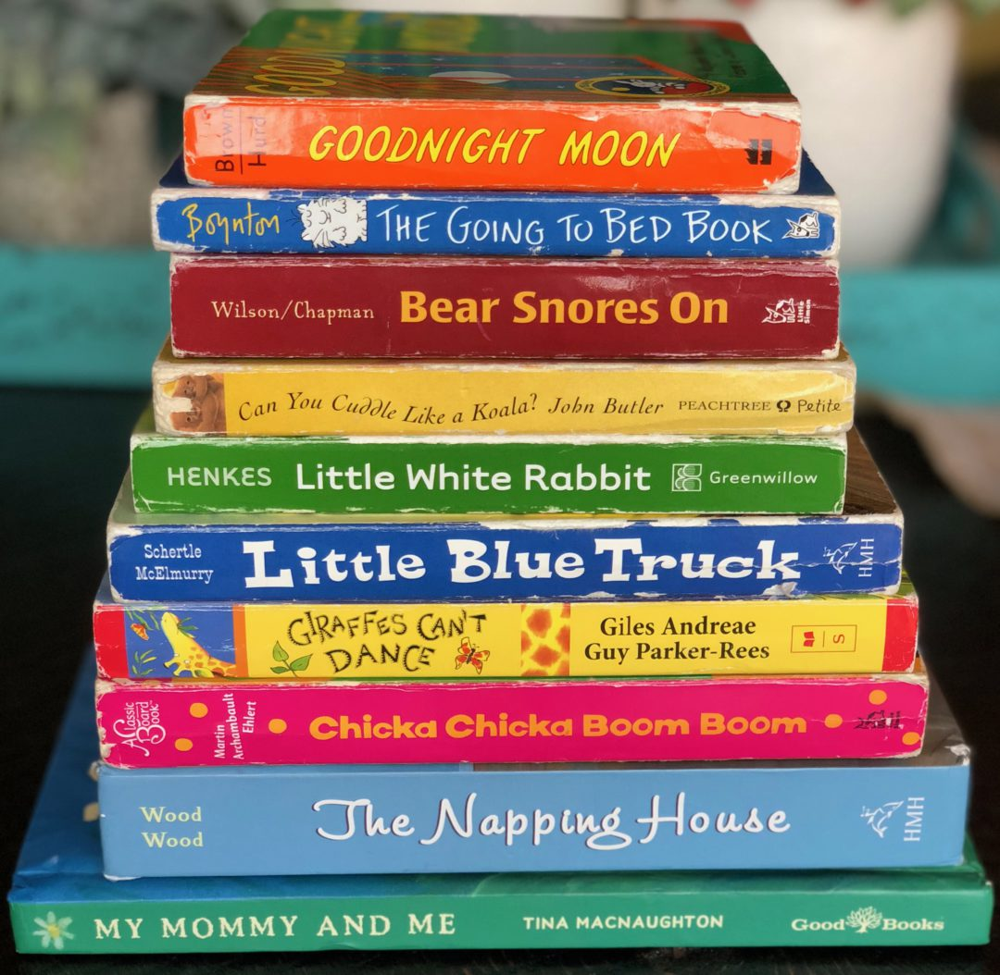 GOOD
Brown
Hurd
GOODNIGHT MOON
Boynton THE GOING TO BED BOOK
Wilson/Chapman Bear Snores On Little Simon
Can You Cuddle Like a Koala? John Butler PEACHTREE Petite
HENKES Little White Rabbit Greenwillow
Schertle
McElmurry
Little Blue Truck
HMH
GIRAFFES CAN'T
DANCE
Giles Andreae
Guy Parker-Rees
S
A Classic
Board
Book
Martin
Archambault
Ehlert
Chicka Chicka Boom Boom
Wood
Wood
The Napping House
HMH
MY MOMMY AND ME TINA MACNAUGHTON Good Books